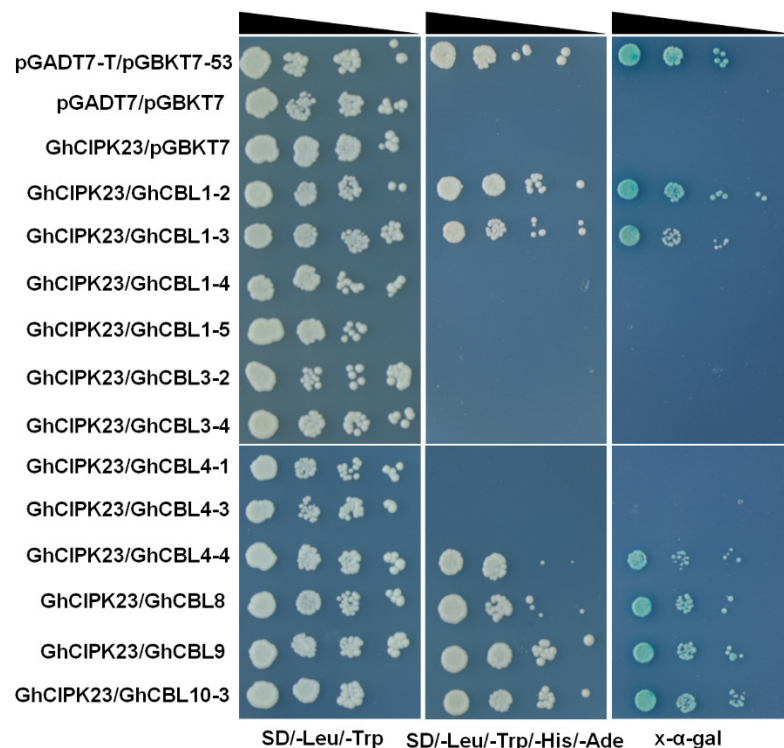 pGADT7-T/pGBKT7-53
pGADT7/pGBKT7
GhCIPK23/pGBKT7
GhCIPK23/GhCBL1-2
GhCIPK23/GhCBL1-3
GhCIPK23/GhCBL1-4
GhCIPK23/GhCBL1-5
GhCIPK23/GhCBL3-2
GhCIPK23/GhCBL3-4
GhCIPK23/GhCBL4-1
GhCIPK23/GhCBL4-3
GhCIPK23/GhCBL4-4
GhCIPK23/GhCBL8
GhCIPK23/GhCBL9
GhCIPK23/GhCBL10-3
SD/-Leu/-Trp SD/-Leu/-Trp/-His/-Ade x-α-gal